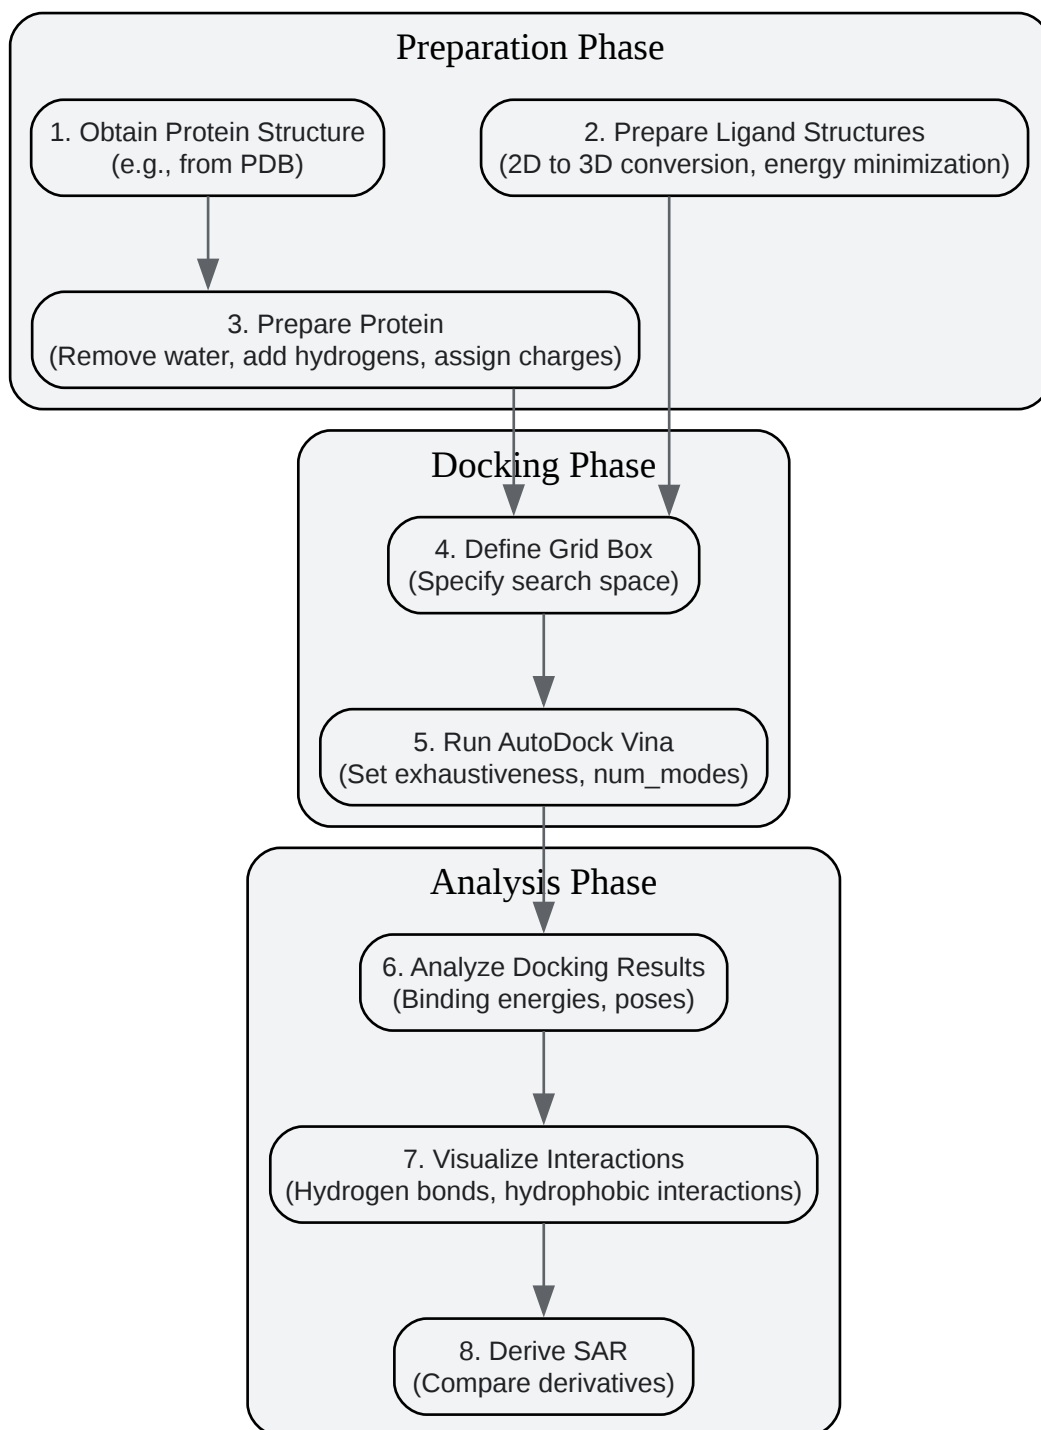 Preparation Phase
1. Obtain Protein Structure
(e.g., from PDB)
2. Prepare Ligand Structures
(2D to 3D conversion, energy minimization)
3. Prepare Protein
(Remove water, add hydrogens, assign charges)
Docking Phase
4. Define Grid Box
(Specify search space)
5. Run AutoDock Vina
(Set exhaustiveness, num_modes)
Analysis Phase
6. Analyze Docking Results
(Binding energies, poses)
7. Visualize Interactions
(Hydrogen bonds, hydrophobic interactions)
8. Derive SAR
(Compare derivatives)